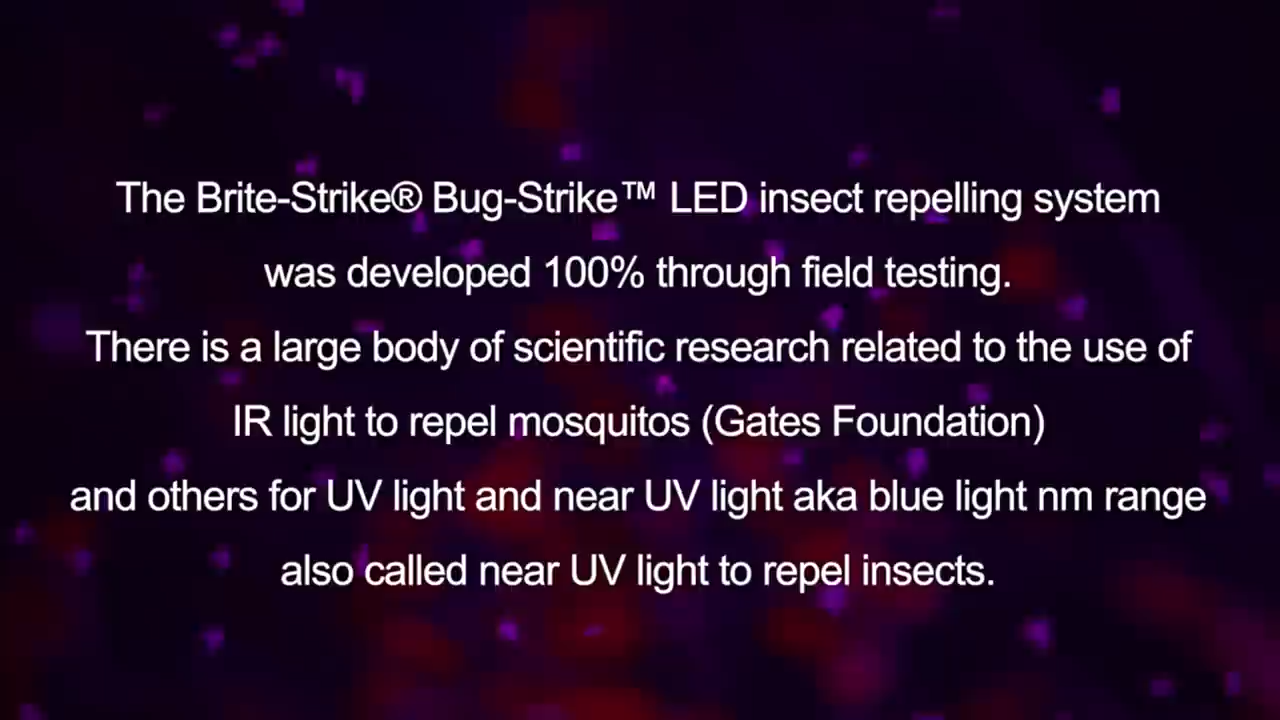 The Brite-Strike® Bug-Strike™ LED insect repelling system
was developed 100% through field testing.
There is a large body of scientific research related to the use of
IR light to repel mosquitos (Gates Foundation)
and others for UV light and near UV light aka blue light nm range
also called near UV light to repel insects.